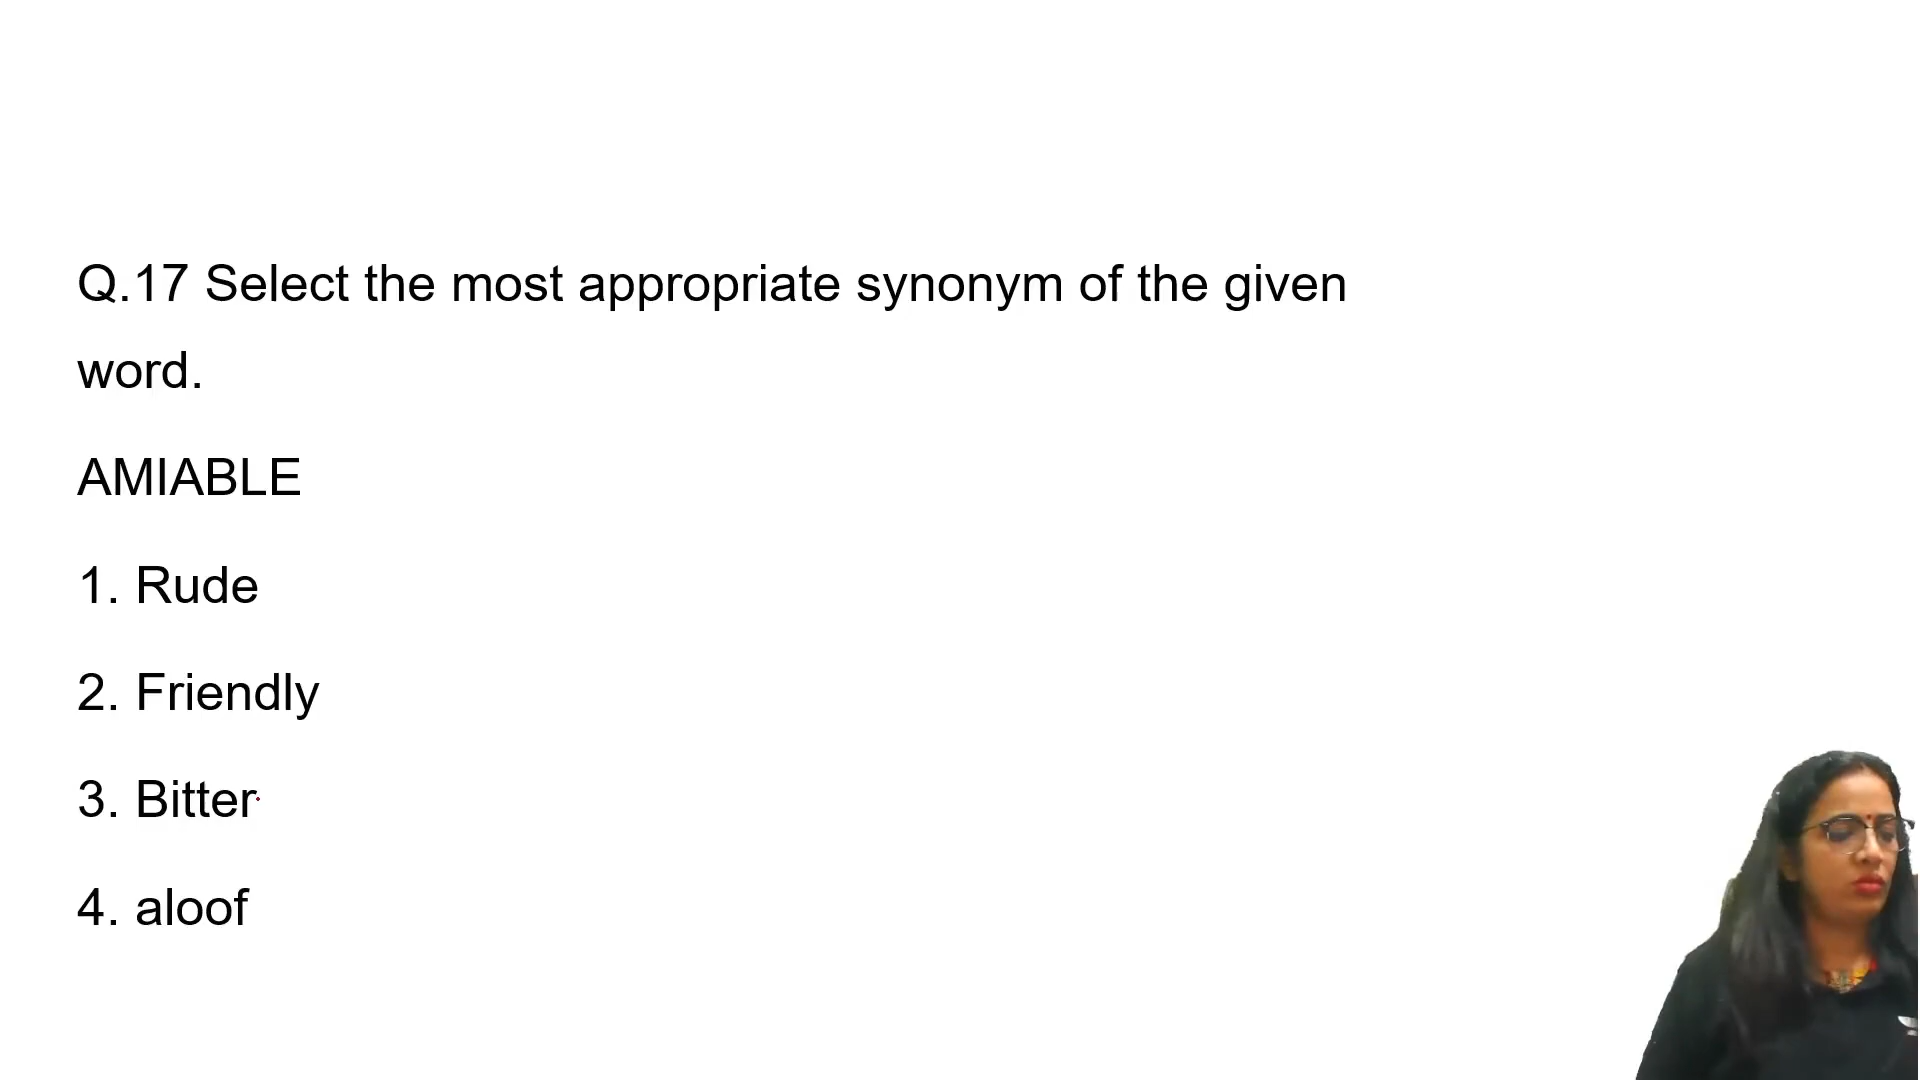 Q.17 Select the most appropriate synonym of the given
word.
AMIABLE
1. Rude
2. Friendly
3. Bitter
4. aloof